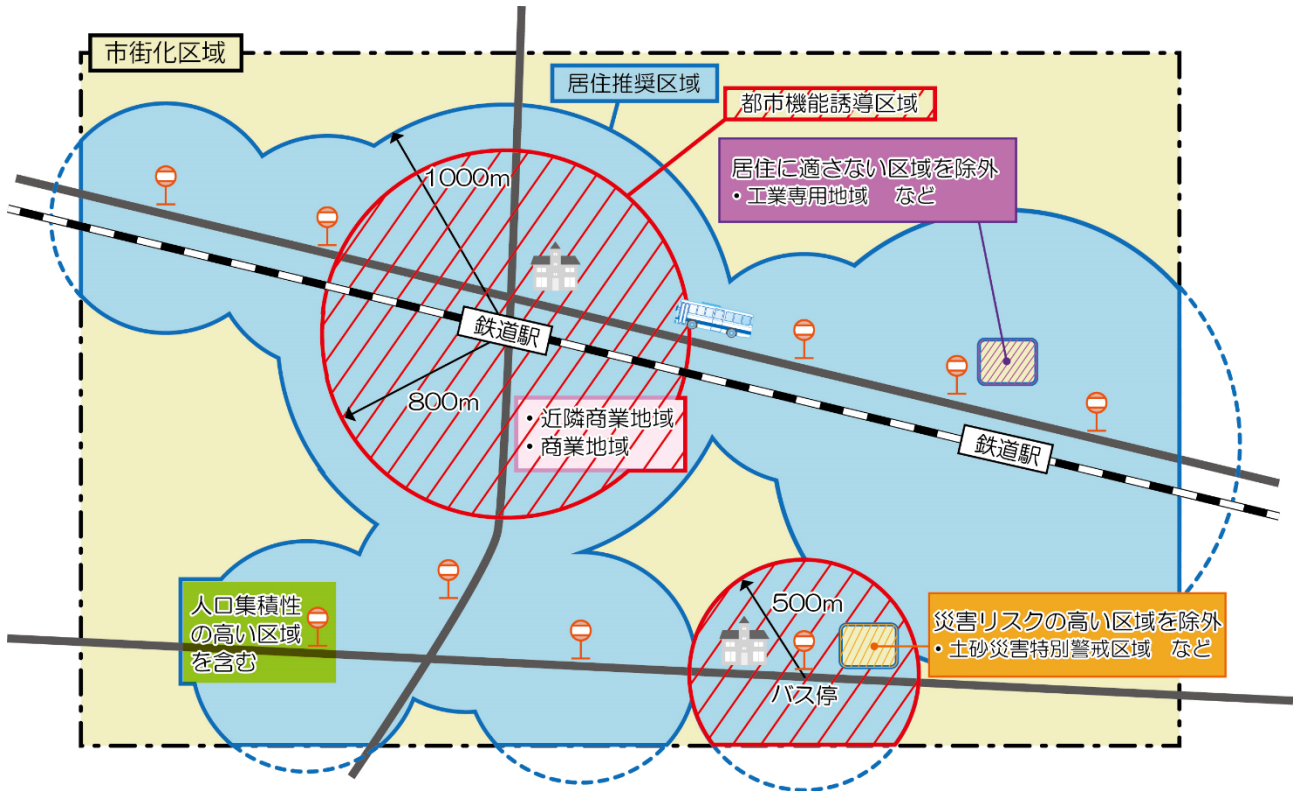 市街化区域
居住推奨区域
都市機能誘導区域
居住に適さない区域を除外
・工業専用地域 など
1000m
鉄道駅
800m
・近隣商業地域
・商業地域
鉄道駅
人口集積性
の高い区域
を含む
500m
バス停
災害リスクの高い区域を除外
・土砂災害特別警戒区域 など